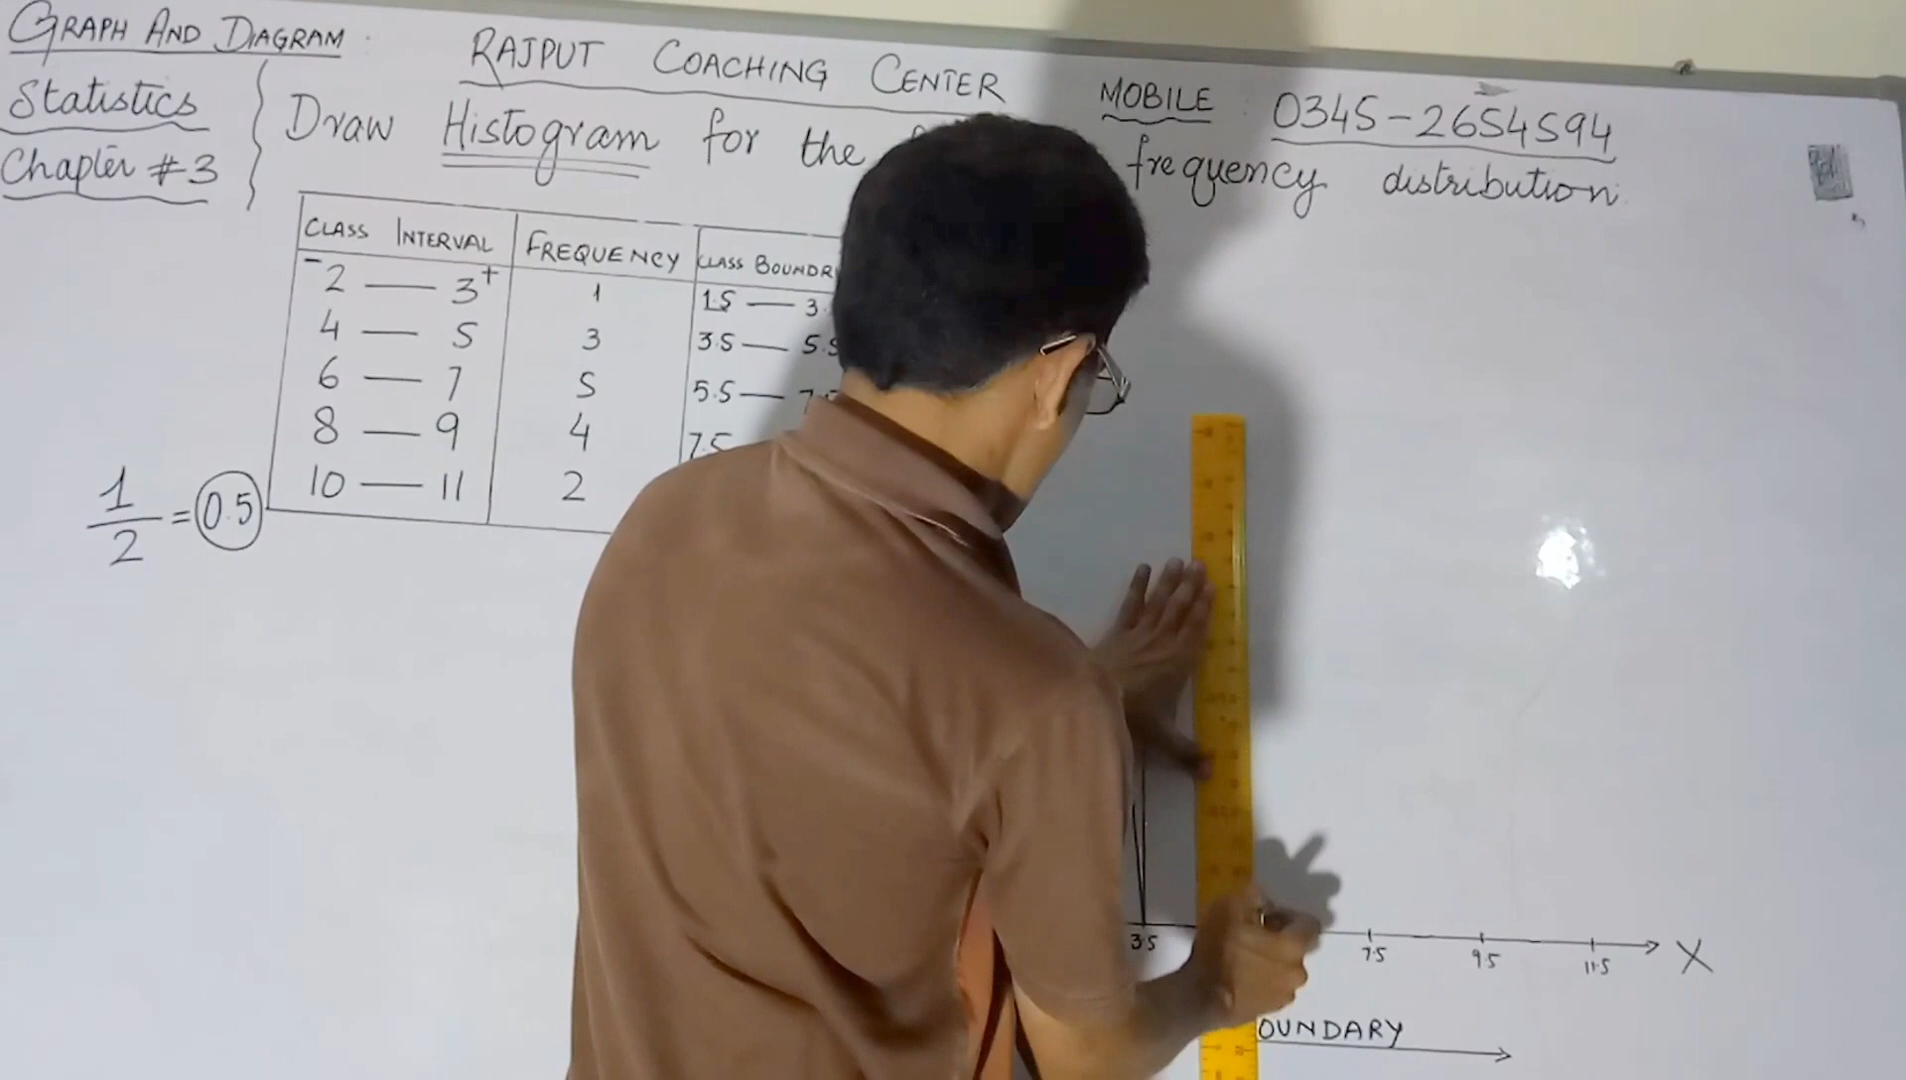 GRAPH AND DIAGRAM:
RAJPUT COACHING CENTER
MOBILE: 0345-2654594
Statistics
Chapter #3
Draw Histogram for the frequency distribution.
CLASS INTERVAL FREQUENCY CLASS BOUNDR
-2 — 3+ 1 1.5 — 3.
4 — 5 3 3.5 — 5.5
6 — 7 5 5.5 — 7.5
8 — 9 4 7.5
10 — 11 2
1/2 = 0.5
3.5 7.5 9.5 11.5 X
OUNDARY